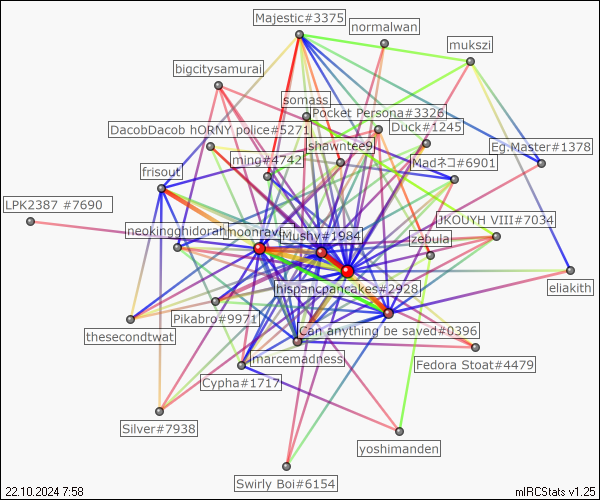 Majestic#3375
normalwan
mukszi
bigcitysamurai
somass
Pocket Persona#3326
DacobDacob hORNY police#5271
Duck#1245
shawntee9
Eg.Master#1378
ming#4742
Madネコ#6901
frisout
LPK2387 #7690
JKOUYH VIII#7034
neokingghidorah
moonravi
Mushy#1984
zebula
hispancpancakes#2928
eliakith
Pikabro#9971
Can anything be saved#0396
thesecondtwat
marcemadness
Fedora Stoat#4479
Cypha#1717
Silver#7938
yoshimanden
Swirly Boi#6154
22.10.2024 7:58
mIRCStats v1.25